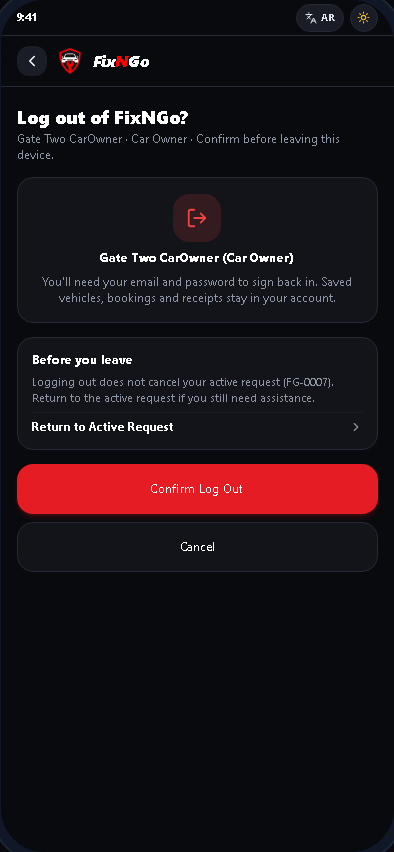 9:41
AR
FixNGo
Log out of FixNGo?
Gate Two CarOwner · Car Owner · Confirm before leaving this
device.
Gate Two CarOwner (Car Owner)
You'll need your email and password to sign back in. Saved
vehicles, bookings and receipts stay in your account.
Before you leave
Logging out does not cancel your active request (FG-0007).
Return to the active request if you still need assistance.
Return to Active Request
Confirm Log Out
Cancel